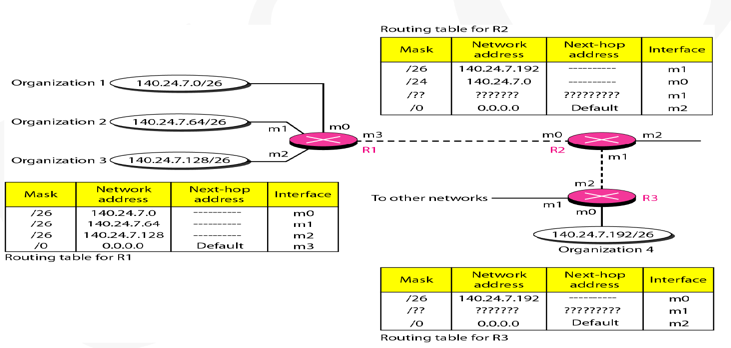 Routing table for R2
Mask Network address Next-hop address Interface
/26 140.24.7.192 ---------- m1
/24 140.24.7.0 ---------- m0
/?? ??????? ????????? m1
/0 0.0.0.0 Default m2
Organization 1 140.24.7.0/26
Organization 2 140.24.7.64/26
Organization 3 140.24.7.128/26
m0
m1
m2
m3
R1
m0
R2
m2
m1
m2
To other networks
m1
R3
m0
140.24.7.192/26
Organization 4
Mask Network address Next-hop address Interface
/26 140.24.7.0 ---------- m0
/26 140.24.7.64 ---------- m1
/26 140.24.7.128 ---------- m2
/0 0.0.0.0 Default m3
Routing table for R1
Mask Network address Next-hop address Interface
/26 140.24.7.192 ---------- m0
/?? ??????? ????????? m1
/0 0.0.0.0 Default m2
Routing table for R3